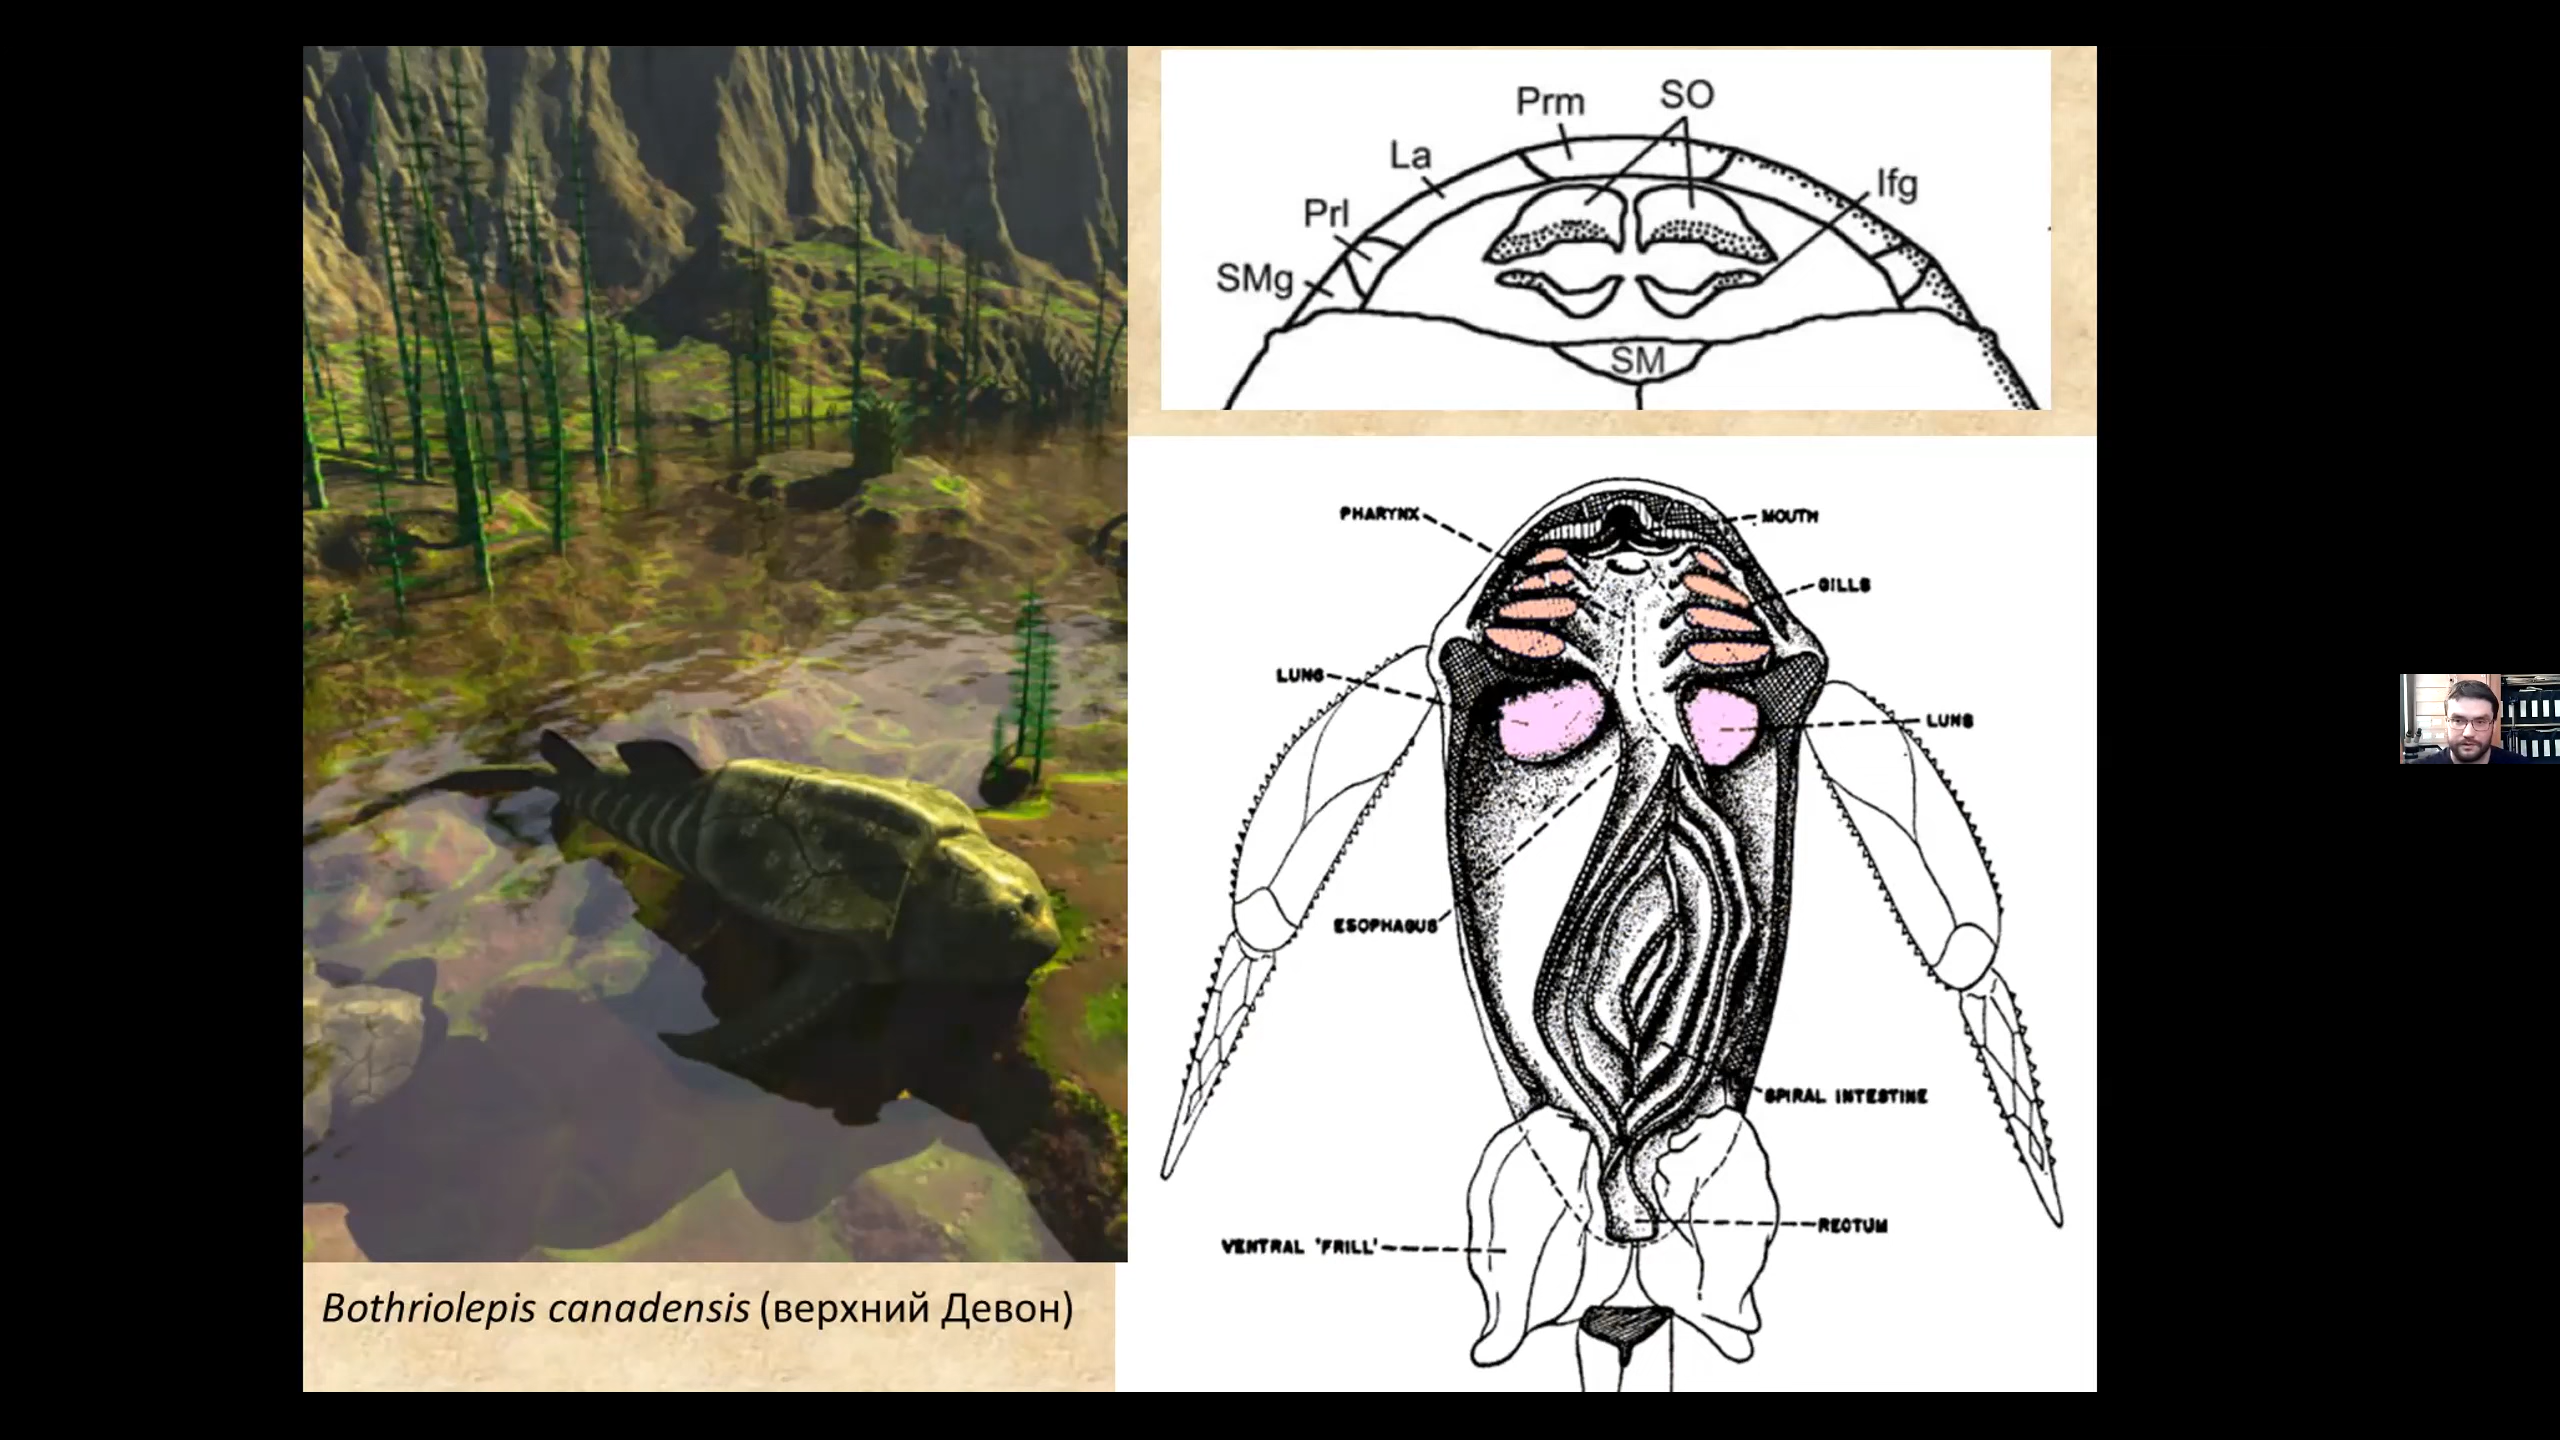 Bothriolepis canadensis (верхний Девон)
Prm
SO
La
Ifg
Prl
SMg
SM
PHARYNX
MOUTH
GILLS
LUNG
LUNG
ESOPHAGUS
SPIRAL INTESTINE
RECTUM
VENTRAL 'FRILL'